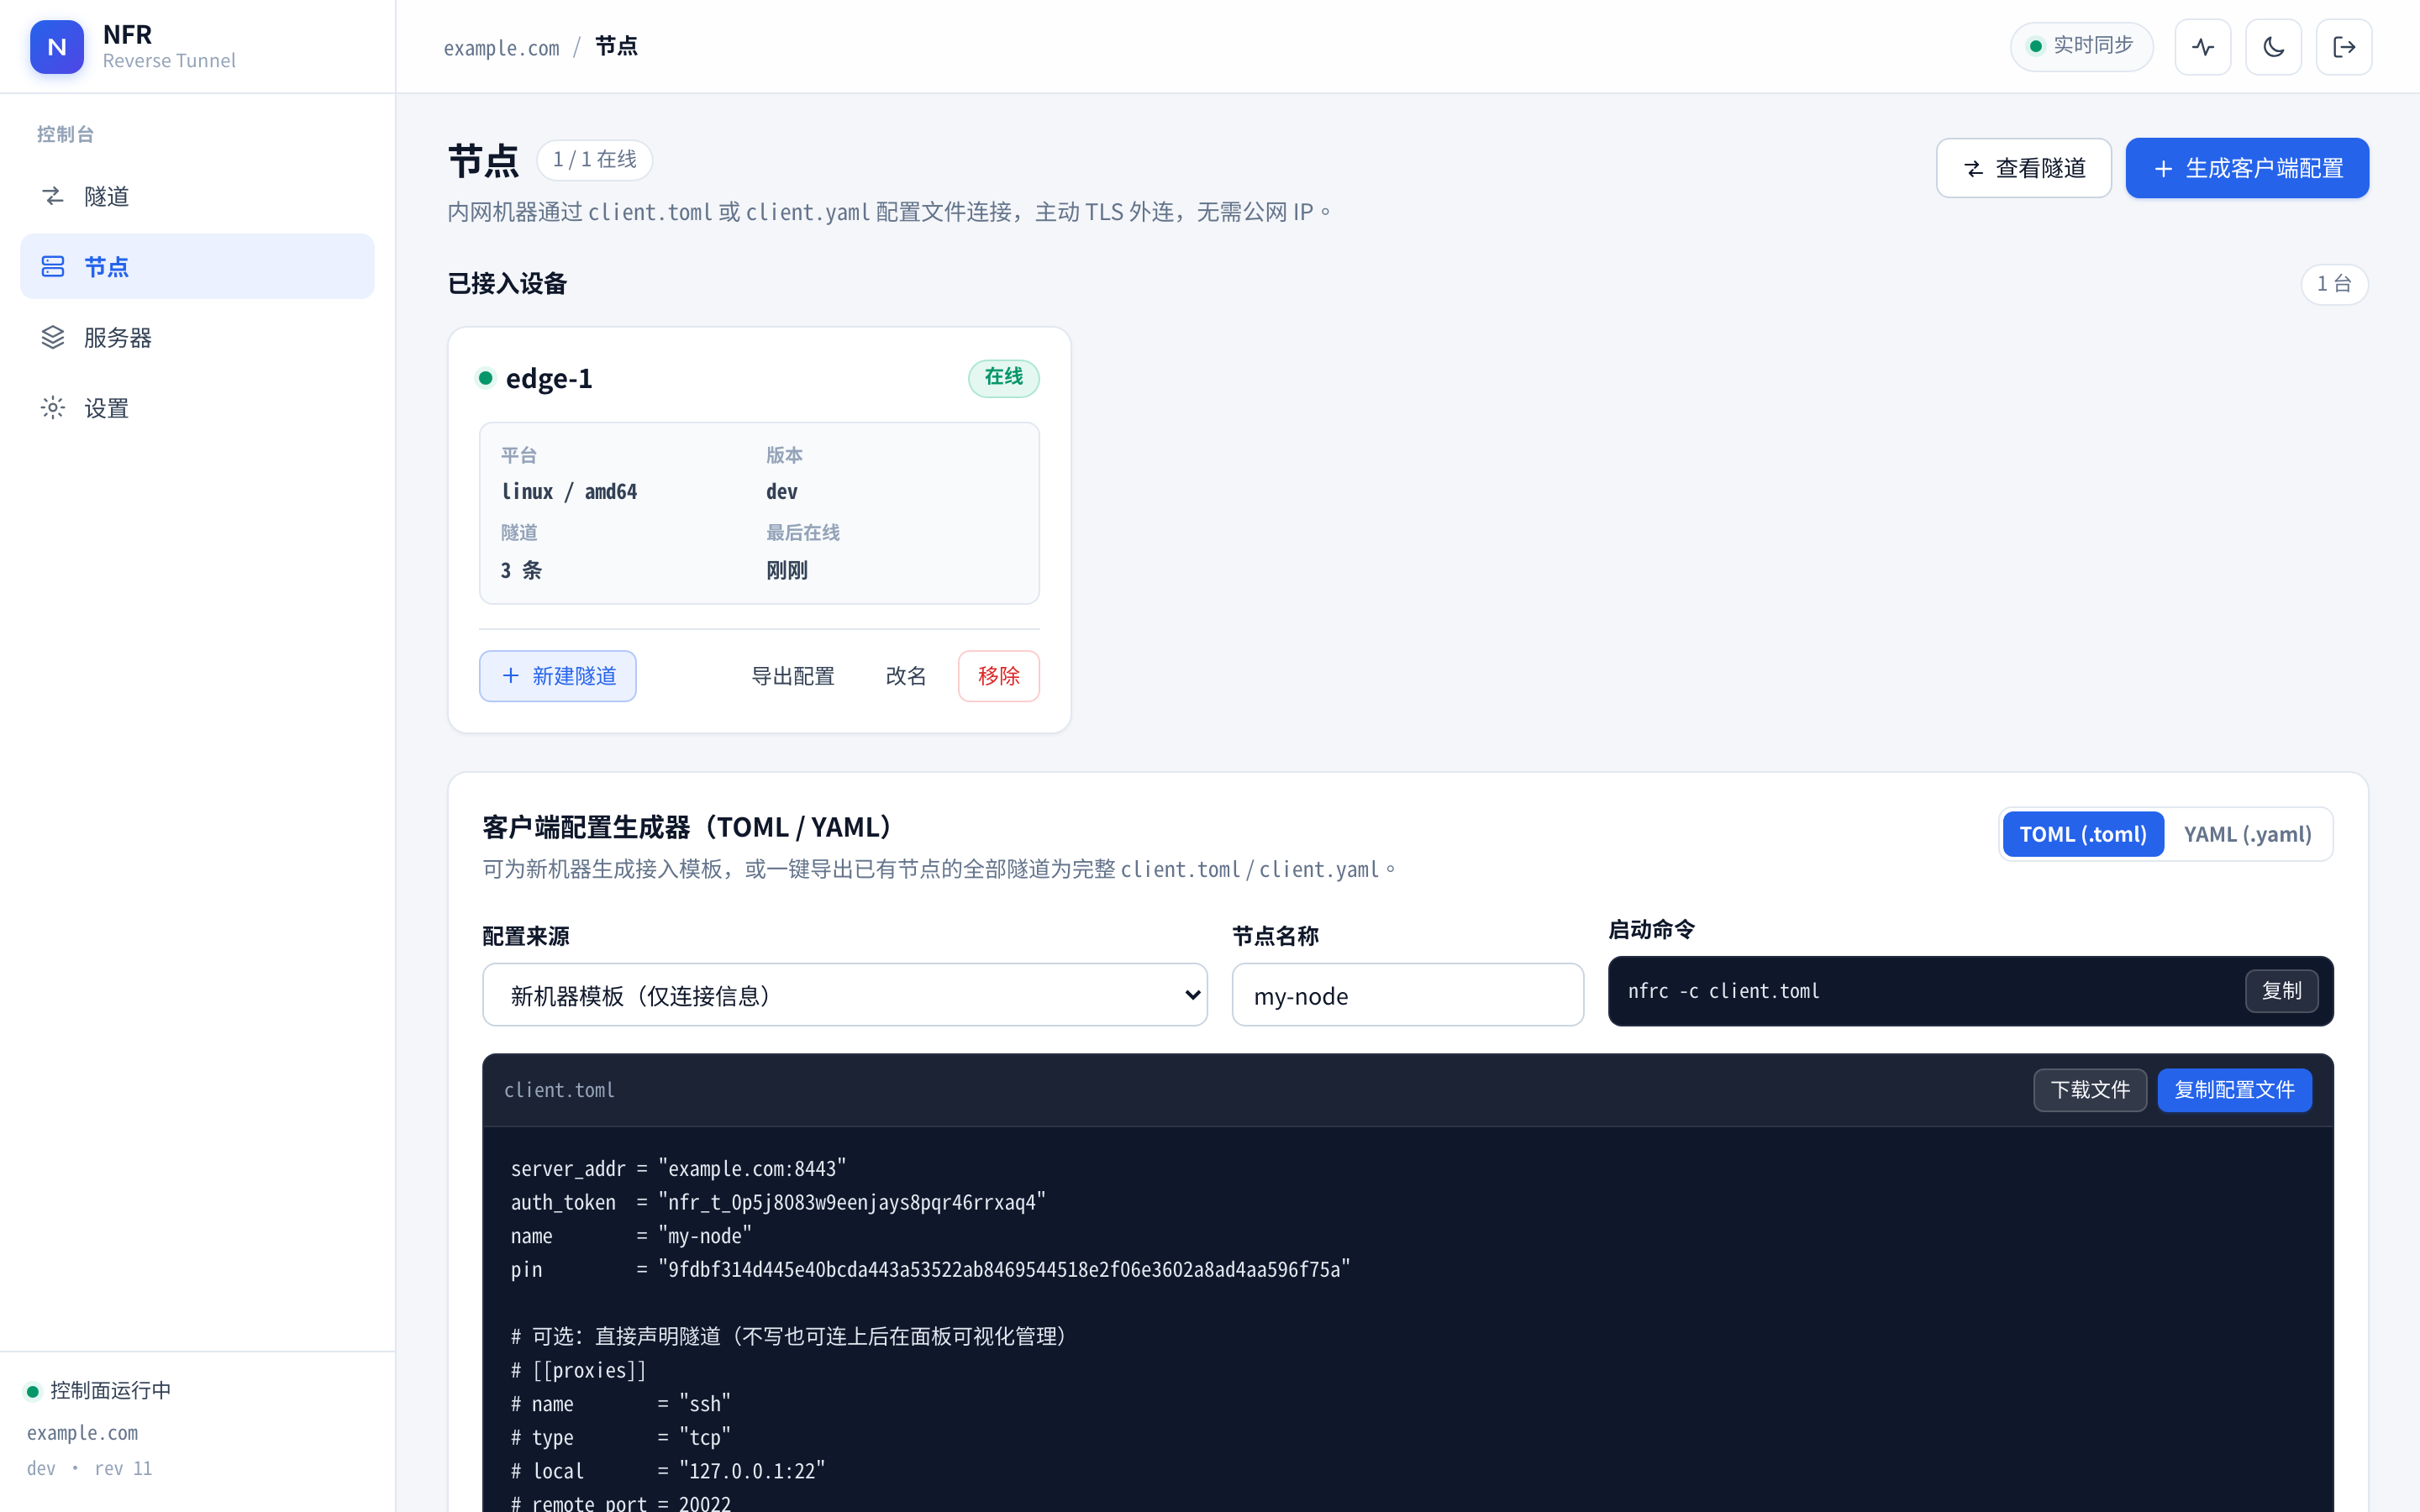 N
NFR
Reverse Tunnel
example.com / 节点
实时同步
控制台
隧道
节点
服务器
设置
节点
1 / 1 在线
查看隧道
生成客户端配置
内网机器通过 client.toml 或 client.yaml 配置文件连接，主动 TLS 外连，无需公网 IP。
已接入设备
1 台
edge-1
在线
平台
版本
linux / amd64
dev
隧道
最后在线
3 条
刚刚
+ 新建隧道
导出配置
改名
移除
客户端配置生成器（TOML / YAML）
TOML (.toml)
YAML (.yaml)
可为新机器生成接入模板，或一键导出已有节点的全部隧道为完整 client.toml / client.yaml。
配置来源
节点名称
启动命令
新机器模板（仅连接信息）
my-node
nfrc -c client.toml
复制
client.toml
下载文件
复制配置文件
server_addr = "example.com:8443"
auth_token  = "nfr_t_0p5j8083w9eenjays8pqr46rrxaq4"
name        = "my-node"
pin         = "9fdbf314d445e40bcda443a53522ab8469544518e2f06e3602a8ad4aa596f75a"
# 可选：直接声明隧道（不写也可连上后在面板可视化管理）
# [[proxies]]
# name        = "ssh"
# type        = "tcp"
# local       = "127.0.0.1:22"
# remote_port = 20022
控制面运行中
example.com
dev • rev 11